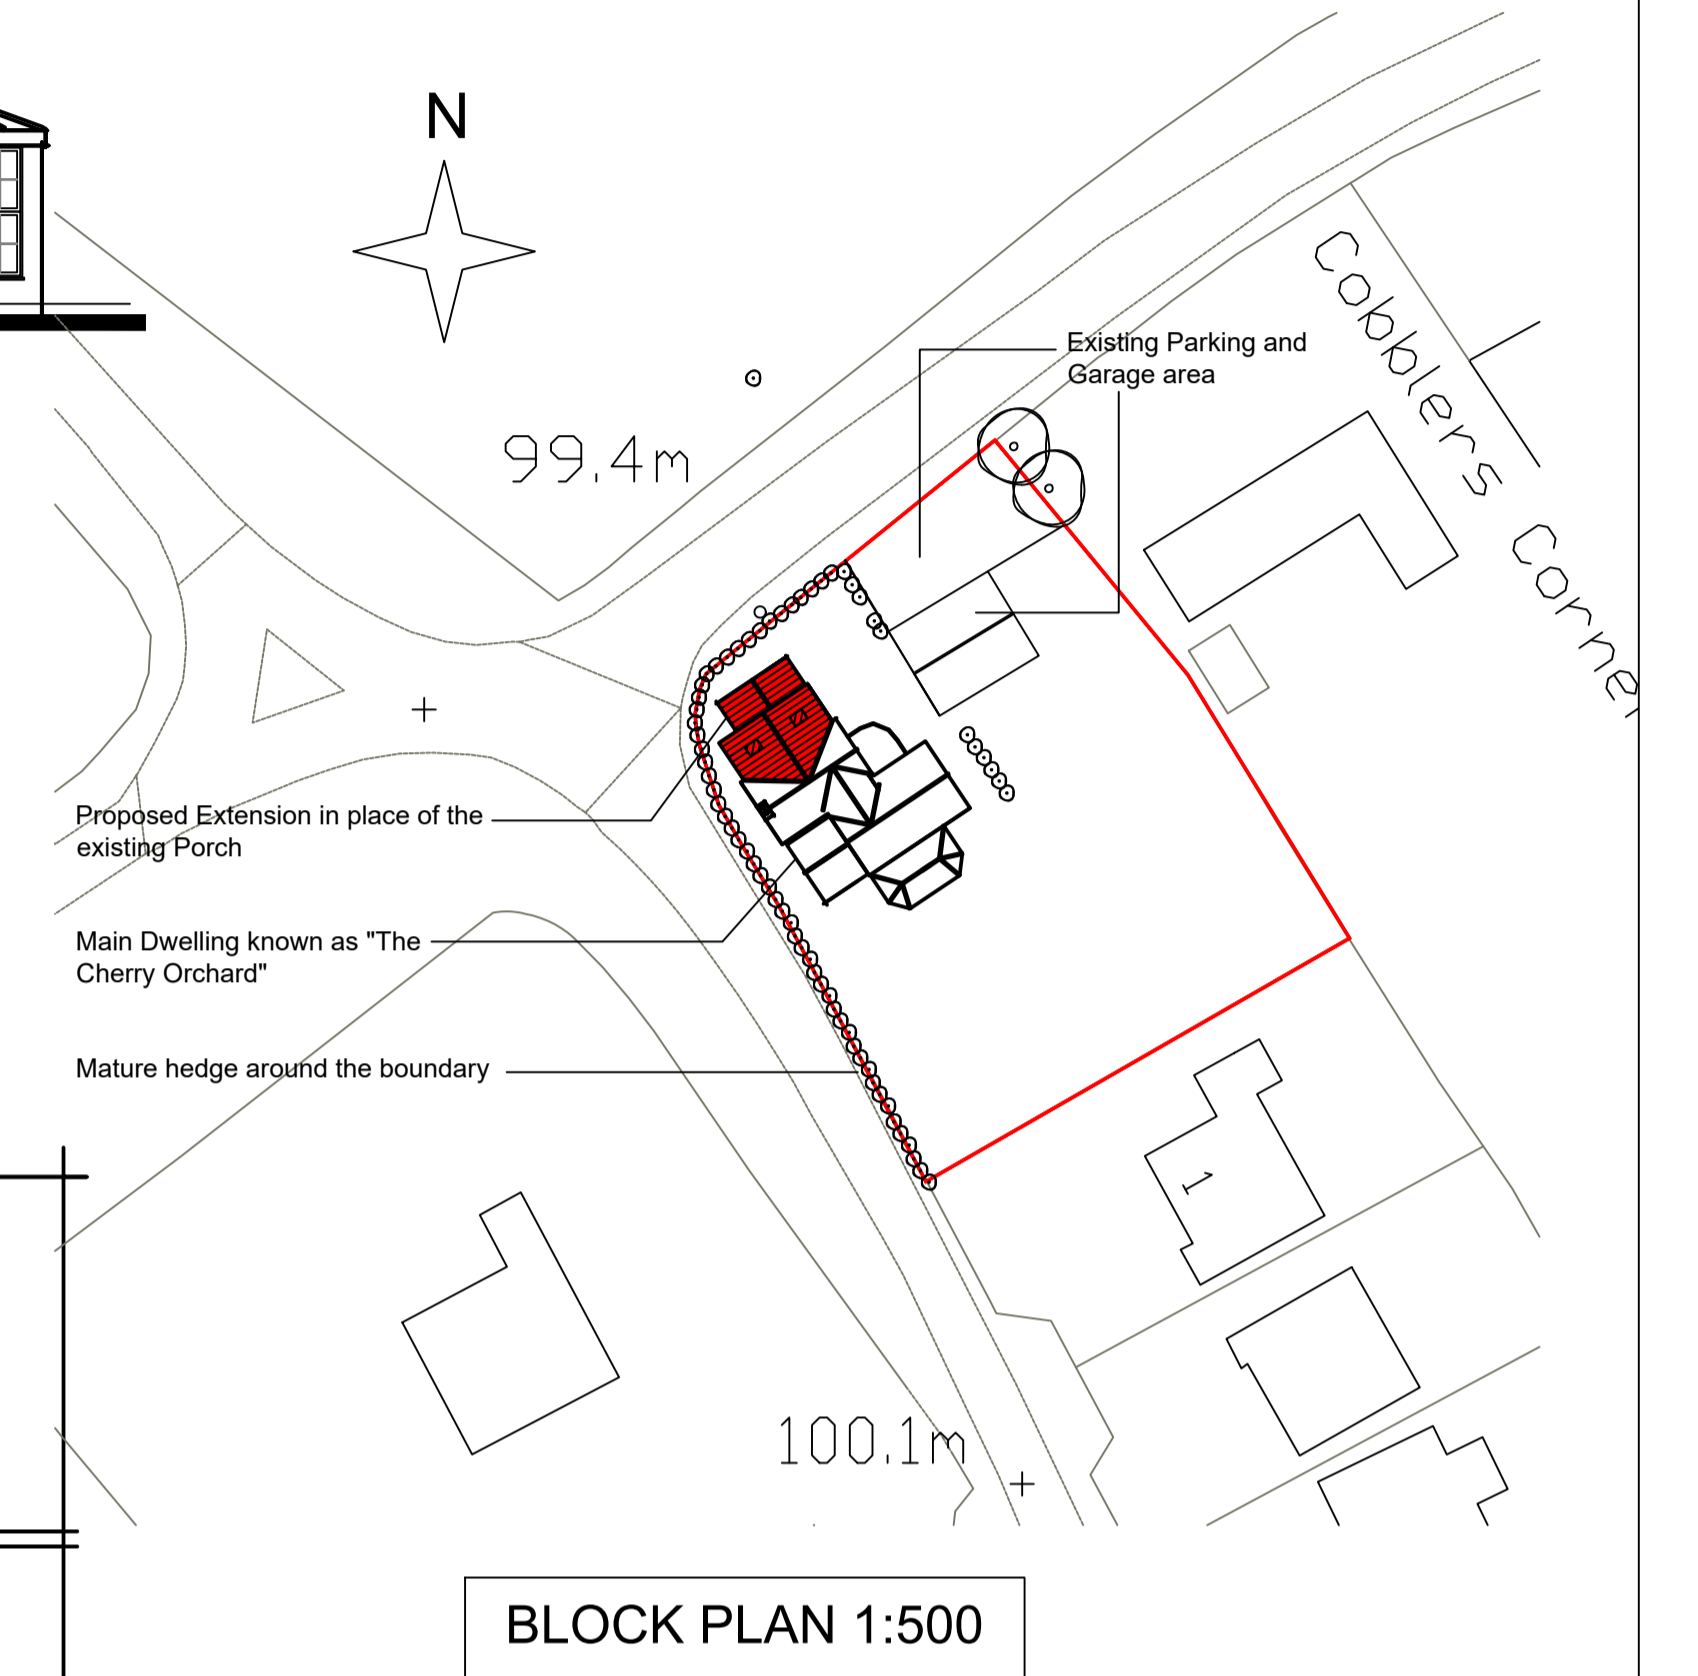 N
Cobblers Corner
Existing Parking and
Garage area
99.4m
Proposed Extension in place of the
existing Porch
Main Dwelling known as "The
Cherry Orchard"
Mature hedge around the boundary
1
100.1m
BLOCK PLAN 1:500